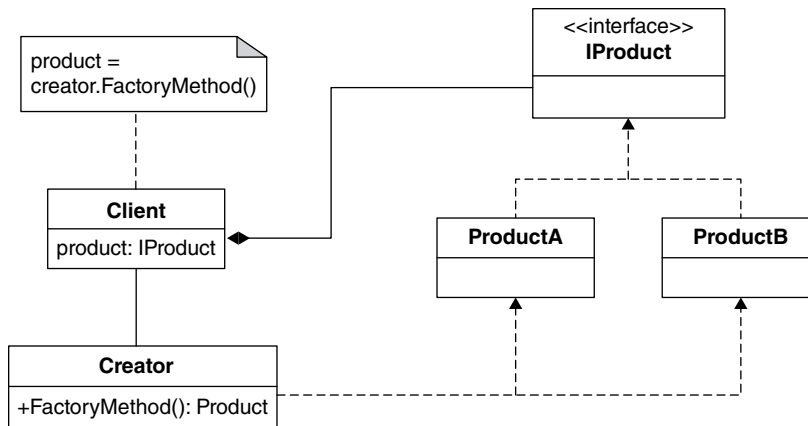 product =
creator.FactoryMethod()
<<interface>>
IProduct
Client
product: IProduct
ProductA
ProductB
Creator
+FactoryMethod(): Product